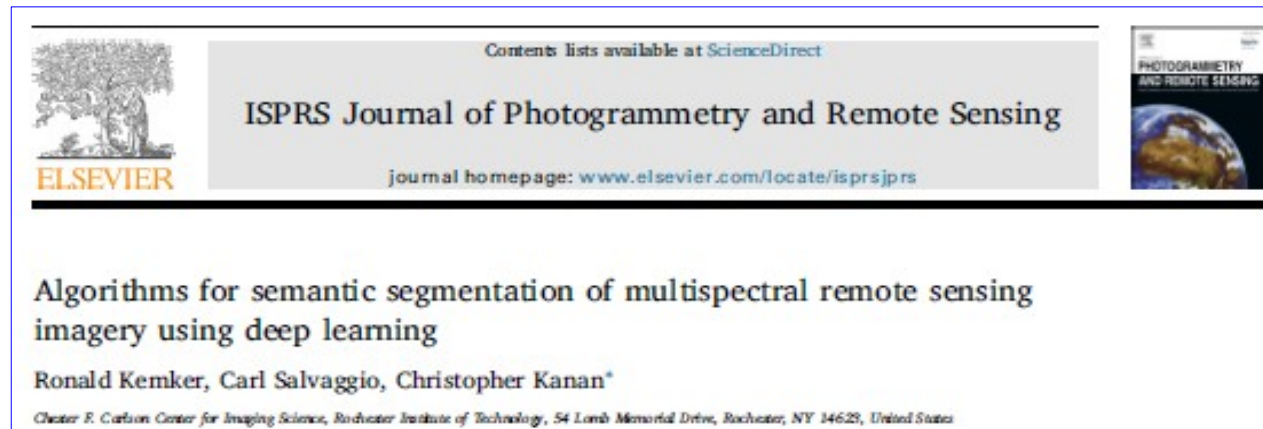 Contents lists available at ScienceDirect
ISPRS Journal of Photogrammetry and Remote Sensing
journal homepage: www.elsevier.com/locate/isprsjprs
ELSEVIER
PHOTOGRAMMETRY
AND REMOTE SENSING
Algorithms for semantic segmentation of multispectral remote sensing
imagery using deep learning
Ronald Kemker, Carl Salvaggio, Christopher Kanan*
Chester F. Carlson Center for Imaging Science, Rochester Institute of Technology, 54 Lomb Memorial Drive, Rochester, NY 14623, United States